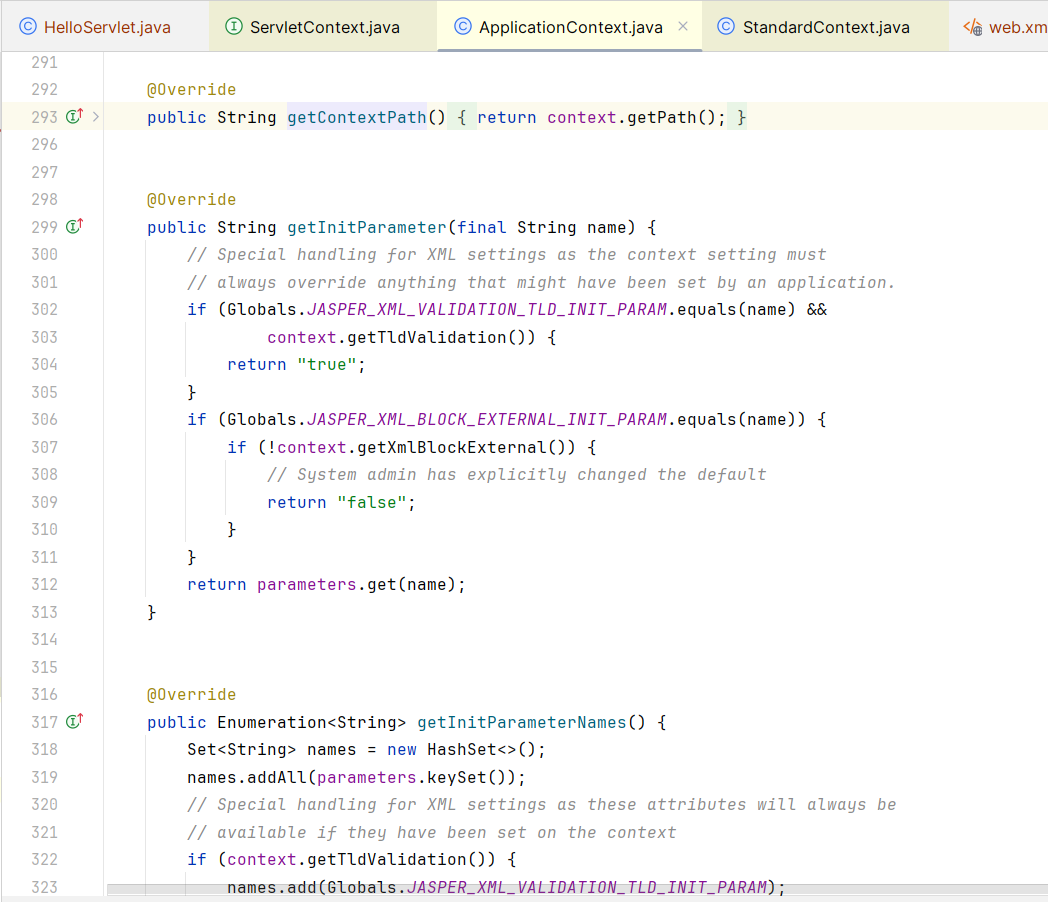 HelloServlet.java ServletContext.java ApplicationContext.java StandardContext.java web.xm
291
292 @Override
293 public String getContextPath() { return context.getPath(); }
296
297
298 @Override
299 public String getInitParameter(final String name) {
300 // Special handling for XML settings as the context setting must
301 // always override anything that might have been set by an application.
302 if (Globals.JASPER_XML_VALIDATION_TLD_INIT_PARAM.equals(name) &&
303 context.getTldValidation()) {
304 return "true";
305 }
306 if (Globals.JASPER_XML_BLOCK_EXTERNAL_INIT_PARAM.equals(name)) {
307 if (!context.getXmlBlockExternal()) {
308 // System admin has explicitly changed the default
309 return "false";
310 }
311 }
312 return parameters.get(name);
313 }
314
315
316 @Override
317 public Enumeration<String> getInitParameterNames() {
318 Set<String> names = new HashSet<>();
319 names.addAll(parameters.keySet());
320 // Special handling for XML settings as these attributes will always be
321 // available if they have been set on the context
322 if (context.getTldValidation()) {
323 names.add(Globals.JASPER_XML_VALIDATION_TLD_INIT_PARAM);